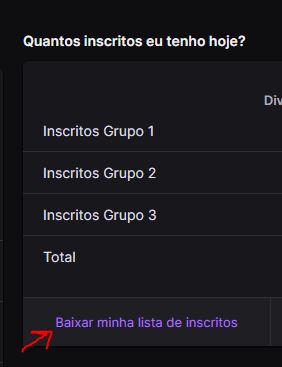 Quantos inscritos eu tenho hoje?
Div
Inscritos Grupo 1
Inscritos Grupo 2
Inscritos Grupo 3
Total
Baixar minha lista de inscritos